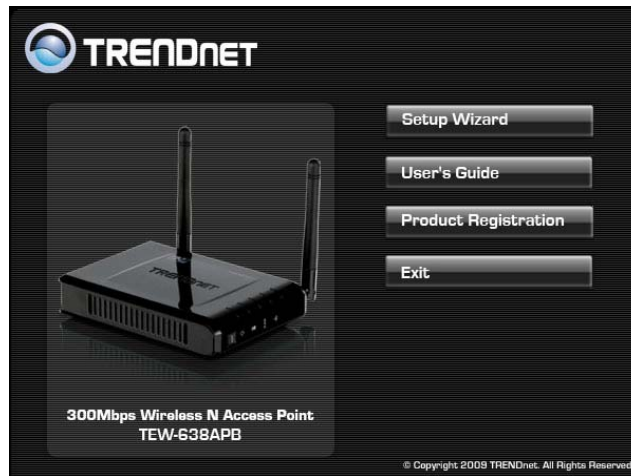 TRENDNET
Setup Wizard
User's Guide
Product Registration
Exit
TRENDNET
300Mbps Wireless N Access Point
TEW-638APB
© Copyright 2009 TRENDnet. All Rights Reserved